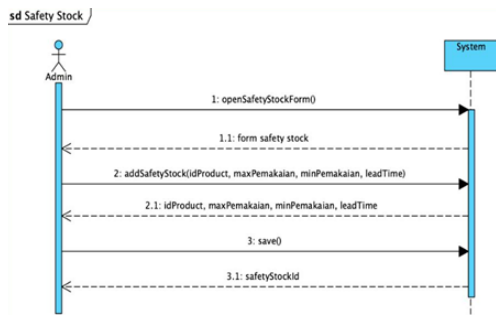 sd Safety Stock
System
Admin
1: openSafetyStockForm()
1.1: form safety stock
2: addSafetyStock(idProduct, maxPemakaian, minPemakaian, leadTime)
2.1: idProduct, maxPemakaian, minPemakaian, leadTime
3: save()
3.1: safetyStockId